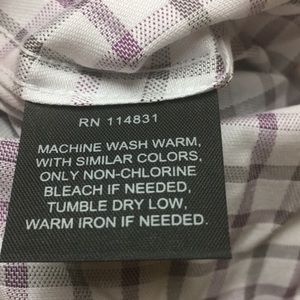 RN 114831
MACHINE WASH WARM,
WITH SIMILAR COLORS,
ONLY NON-CHLORINE
BLEACH IF NEEDED,
TUMBLE DRY LOW,
WARM IRON IF NEEDED.